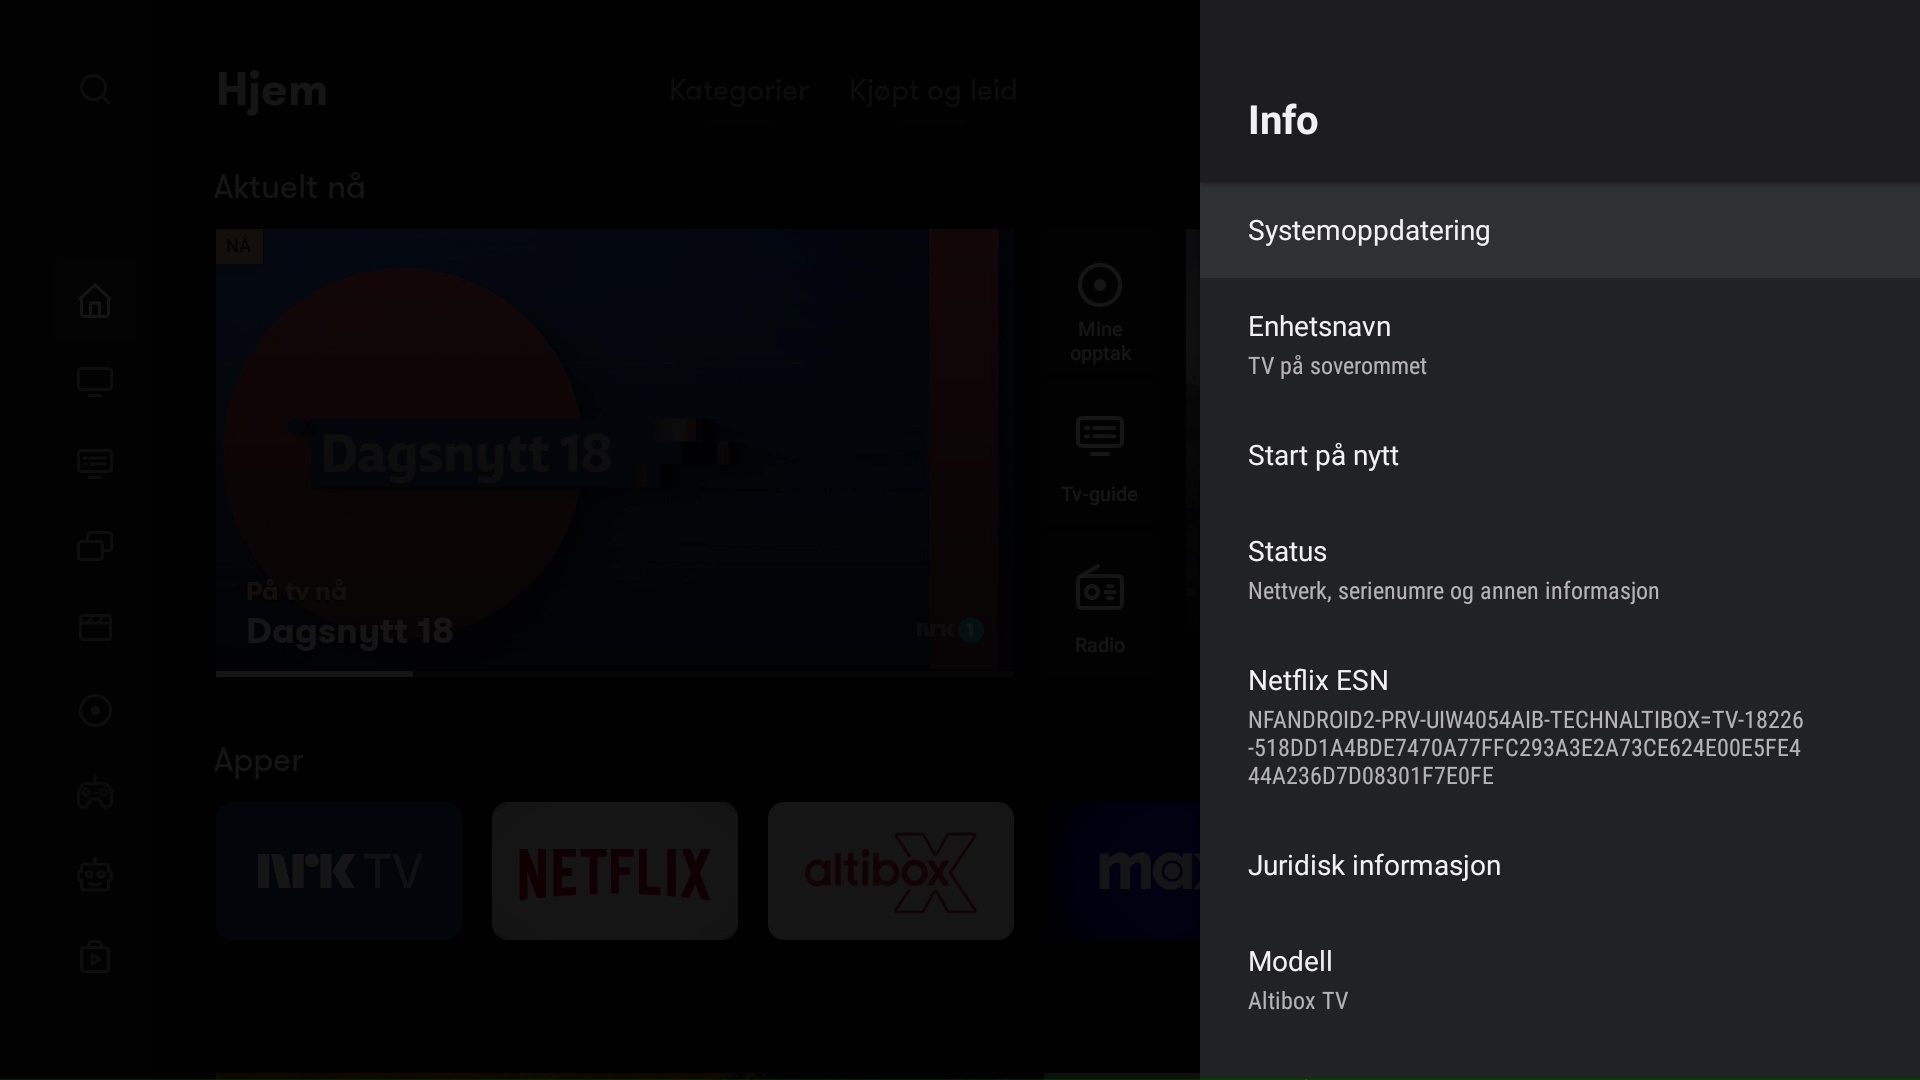 Hjem
Kategorier
Kjøpt og leid
Aktuelt nå
NÅ
Dagsnytt 18
På tv nå
Dagsnytt 18
nrk 1
Mine
opptak
Tv-guide
Radio
Apper
NRK TV
NETFLIX
altibox X
max
Info
Systemoppdatering
Enhetsnavn
TV på soverommet
Start på nytt
Status
Nettverk, serienumre og annen informasjon
Netflix ESN
NFANDROID2-PRV-UIW4054AIB-TECHNALTIBOX=TV-18226
-518DD1A4BDE7470A77FFC293A3E2A73CE624E00E5FE4
44A236D7D08301F7E0FE
Juridisk informasjon
Modell
Altibox TV